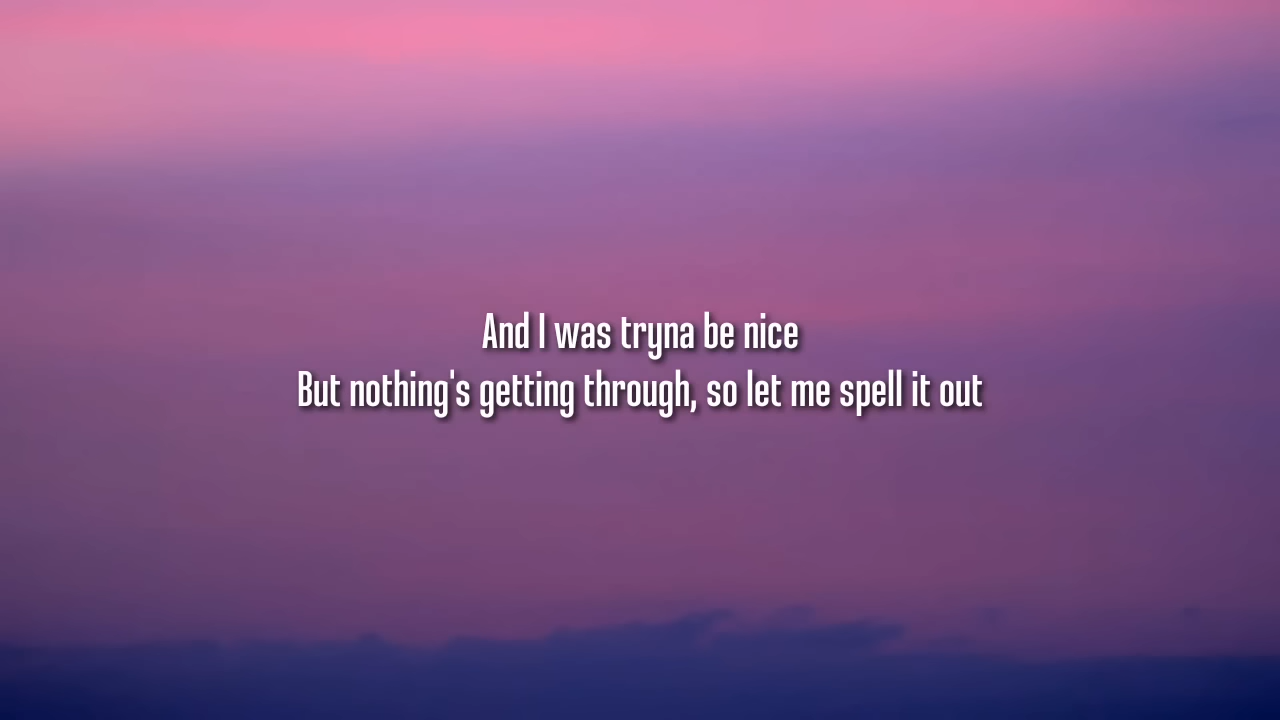 And I was tryna be nice
But nothing's getting through, so let me spell it out